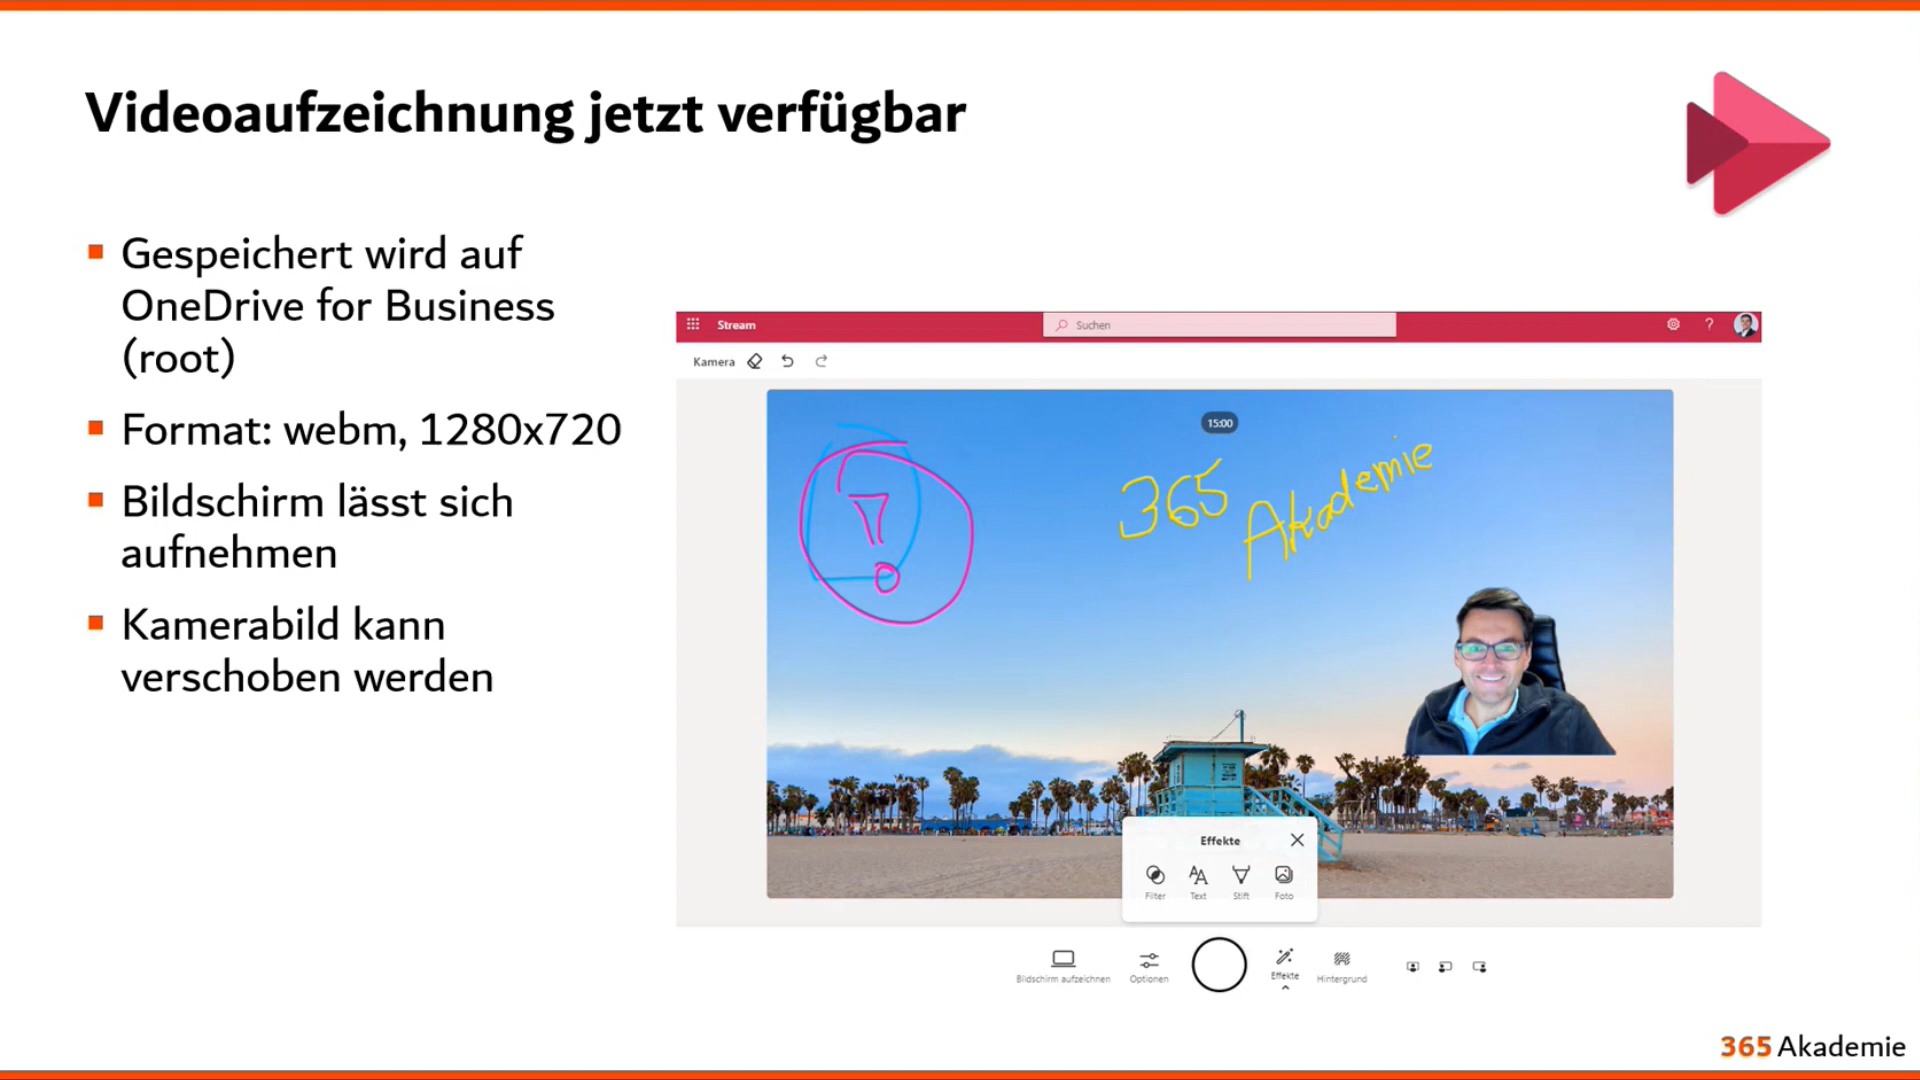 Videoaufzeichnung jetzt verfügbar
Gespeichert wird auf
OneDrive for Business
(root)
Format: webm, 1280x720
Bildschirm lässt sich
aufnehmen
Kamerabild kann
verschoben werden
Stream
Suchen
?
Kamera
15:00
365
Akademie
Effekte
Filter Text Stift Foto
Bildschirm aufzeichnen Optionen Effekte Hintergrund
365 Akademie